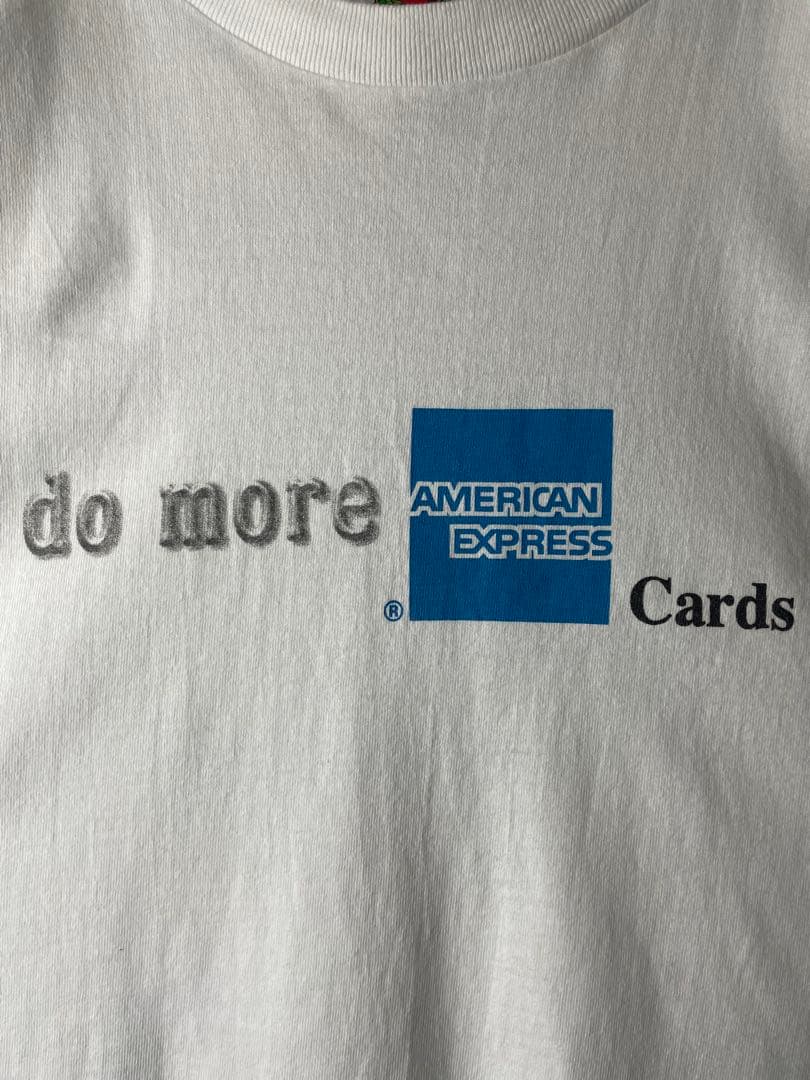 do more
AMERICAN
EXPRESS
® Cards